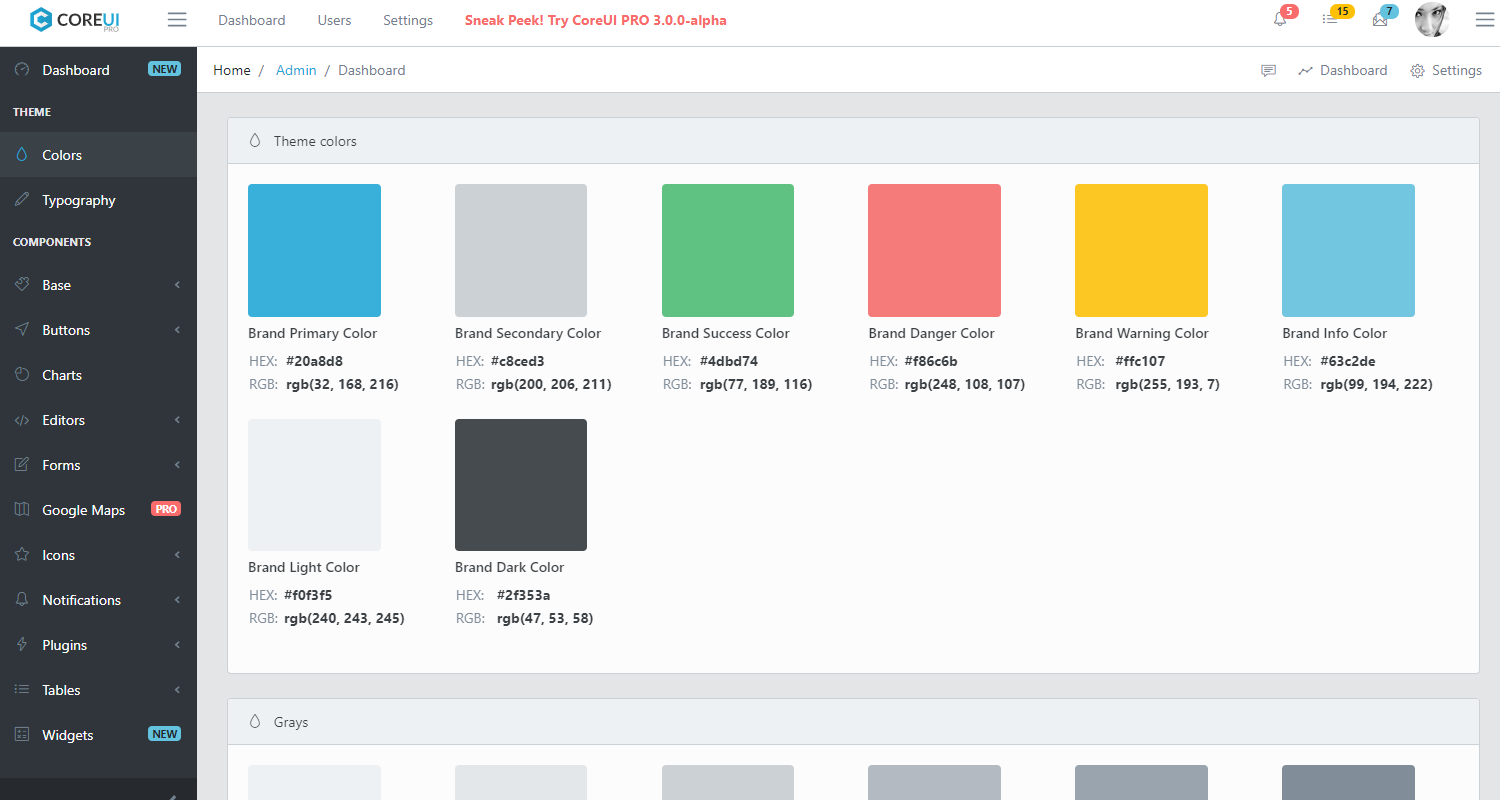 COREUI
PRO
Dashboard
Users
Settings
Sneak Peek! Try CoreUI PRO 3.0.0-alpha
5
15
7
Dashboard NEW
THEME
Colors
Typography
COMPONENTS
Base
Buttons
Charts
Editors
Forms
Google Maps PRO
Icons
Notifications
Plugins
Tables
Widgets NEW
Home / Admin / Dashboard
Dashboard
Settings
Theme colors
Brand Primary Color
HEX: #20a8d8
RGB: rgb(32, 168, 216)
Brand Secondary Color
HEX: #c8ced3
RGB: rgb(200, 206, 211)
Brand Success Color
HEX: #4dbd74
RGB: rgb(77, 189, 116)
Brand Danger Color
HEX: #f86c6b
RGB: rgb(248, 108, 107)
Brand Warning Color
HEX: #ffc107
RGB: rgb(255, 193, 7)
Brand Info Color
HEX: #63c2de
RGB: rgb(99, 194, 222)
Brand Light Color
HEX: #f0f3f5
RGB: rgb(240, 243, 245)
Brand Dark Color
HEX: #2f353a
RGB: rgb(47, 53, 58)
Grays